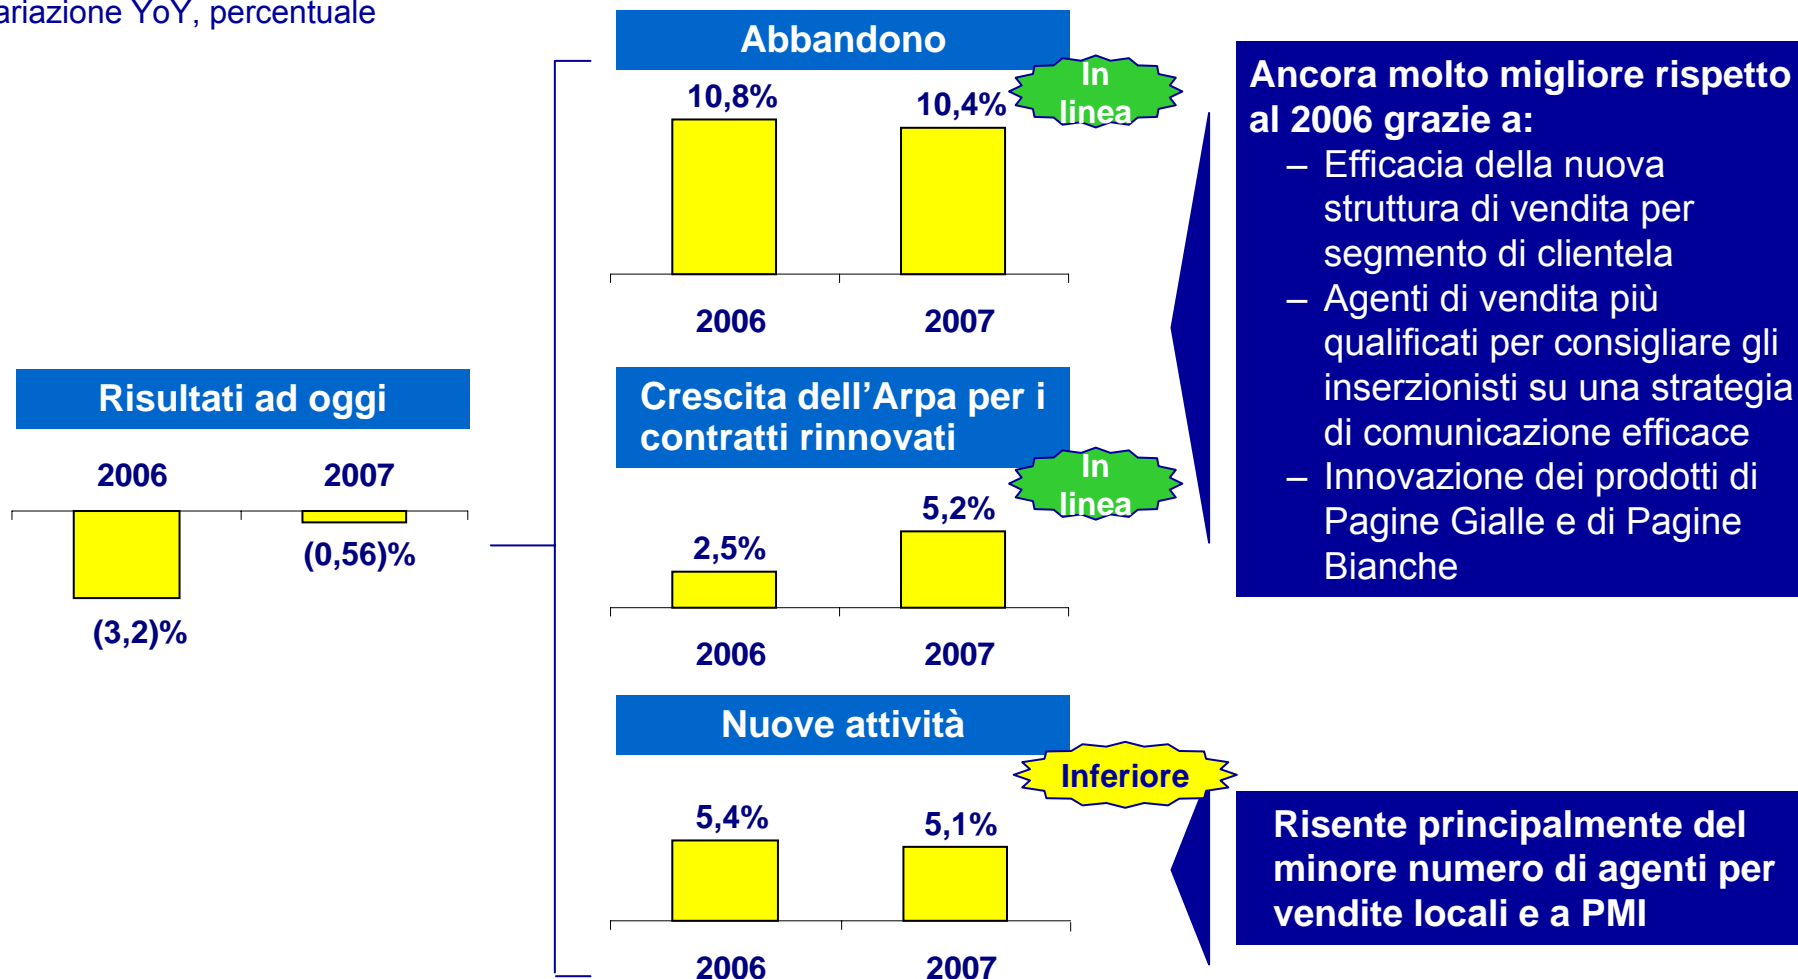 ariazione YoY, percentuale
Risultati ad oggi
2006 2007
(0,56)%
(3,2)%
Abbandono
In
linea
10,8% 10,4%
2006 2007
Crescita dell'Arpa per i
contratti rinnovati
In
linea
5,2%
2,5%
2006 2007
Nuove attività
Inferiore
5,4% 5,1%
2006 2007
Ancora molto migliore rispetto
al 2006 grazie a:
– Efficacia della nuova
struttura di vendita per
segmento di clientela
– Agenti di vendita più
qualificati per consigliare gli
inserzionisti su una strategia
di comunicazione efficace
– Innovazione dei prodotti di
Pagine Gialle e di Pagine
Bianche
Risente principalmente del
minore numero di agenti per
vendite locali e a PMI